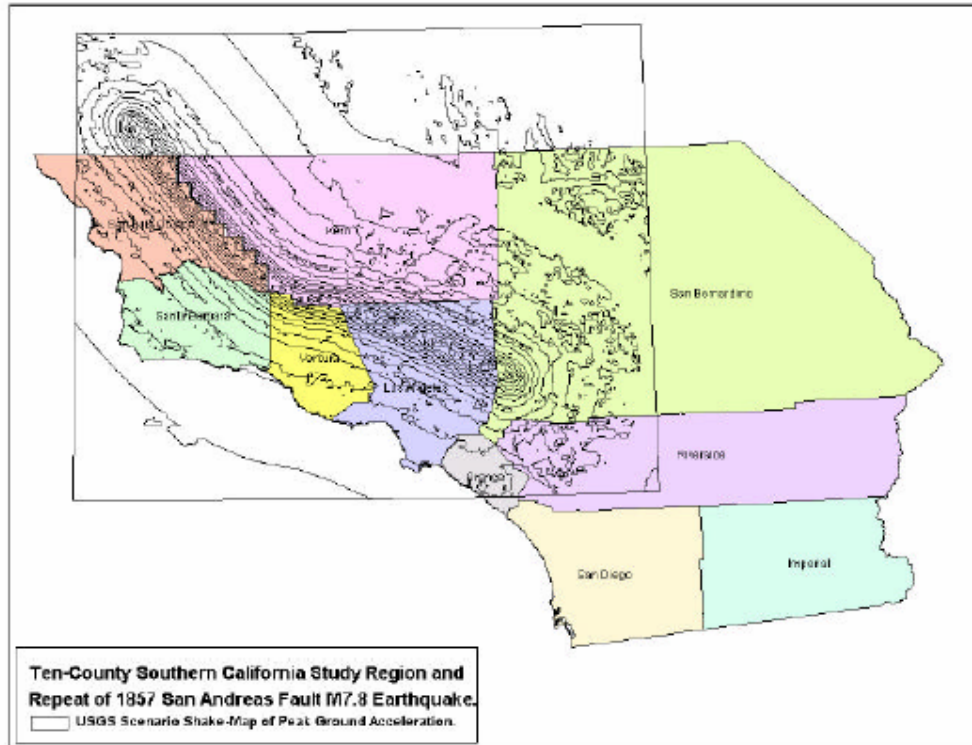 Kern
San Bernardino
Santa Barbara
Ventura
Los Angeles
Riverside
Orange
San Diego
Imperial
Ten-County Southern California Study Region and
Repeat of 1857 San Andreas Fault M7.8 Earthquake.
USGS Scenario Shake-Map of Peak Ground Acceleration.